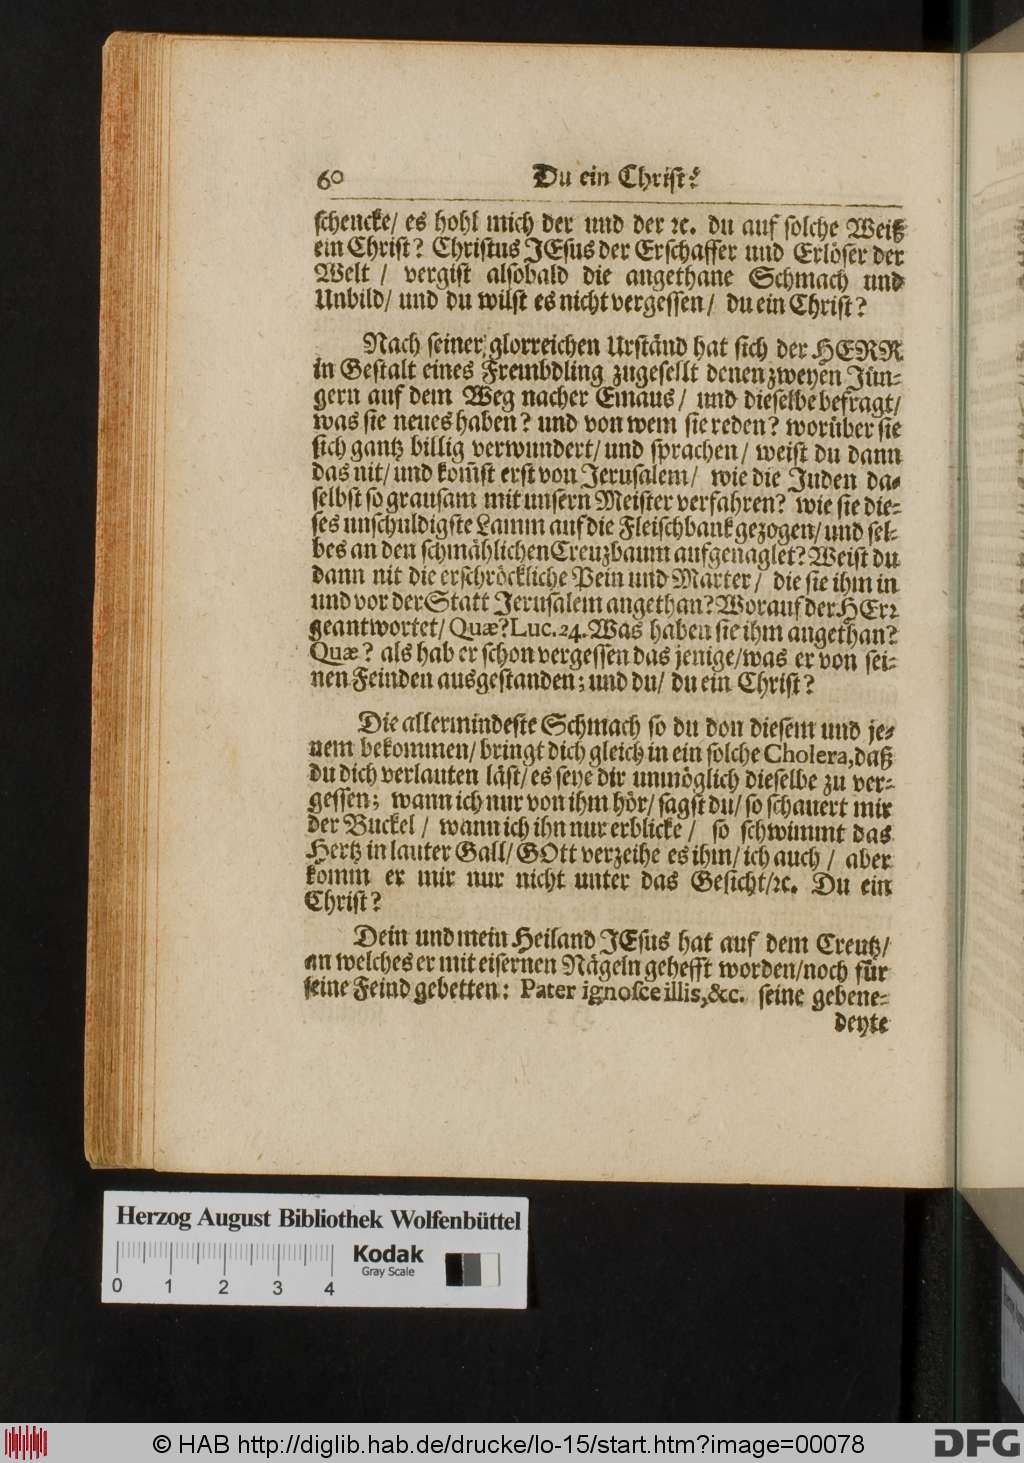 60 Du ein Christ?
schencke/ es hohl mich der und der ꝛc. du auf solche Weiß
ein Christ? Christus JEsus der Erschaffer und Erlöser der
Welt / vergist alsobald die angethane Schmach und
Unbild/ und du wilst es nicht vergessen/ du ein Christ?
Nach seiner glorreichen Urständ hat sich der HERR
in Gestalt eines Frembdling zugesellt denen zweyen Jün-
gern auf dem Weg nacher Emaus/ und dieselbe befragt/
was sie neues haben? und von wem sie reden? worüber sie
sich gantz billig verwundert/ und sprachen/ weist du dann
das nit/ und kom̃st erst von Jerusalem/ wie die Juden da-
selbst so grausam mit unsern Meister verfahren? wie sie die-
ses unschuldigste Lamm auf die Fleischbank gezogen/ und sel-
bes an den schmählichen Creuzbaum aufgenaglet? Weist du
dann nit die erschröckliche Pein und Marter/ die sie ihm in
und vor der Statt Jerusalem angethan? Worauf der HErꝛ
geantwortet/ Quæ? Luc. 24. Was haben sie ihm angethan?
Quæ? als hab er schon vergessen das jenige/was er von sei-
nen Feinden ausgestanden; und du/ du ein Christ?
Die allermindeste Schmach so du don diesem und je-
nem bekommen/ bringt dich gleich in ein solche Cholera, daß
du dich verlauten läst/ es seye dir unmöglich dieselbe zu ver-
gessen; wann ich nur von ihm hör/ sagst du/ so schauert mir
der Buckel / wann ich ihn nur erblicke / so schwimmt das
Hertz in lauter Gall/ GOtt verzeihe es ihm/ ich auch / aber
komm er mir nur nicht unter das Gesicht/ꝛc. Du ein
Christ?
Dein und mein Heiland JEsus hat auf dem Creutz/
an welches er mit eisernen Nägeln gehefft worden/noch für
seine Feind gebetten: Pater ignosce illis, &c. seine gebene-
deyte
Herzog August Bibliothek Wolfenbüttel
Kodak
Gray Scale
0 1 2 3 4
© HAB http://diglib.hab.de/drucke/lo-15/start.htm?image=00078
DFG